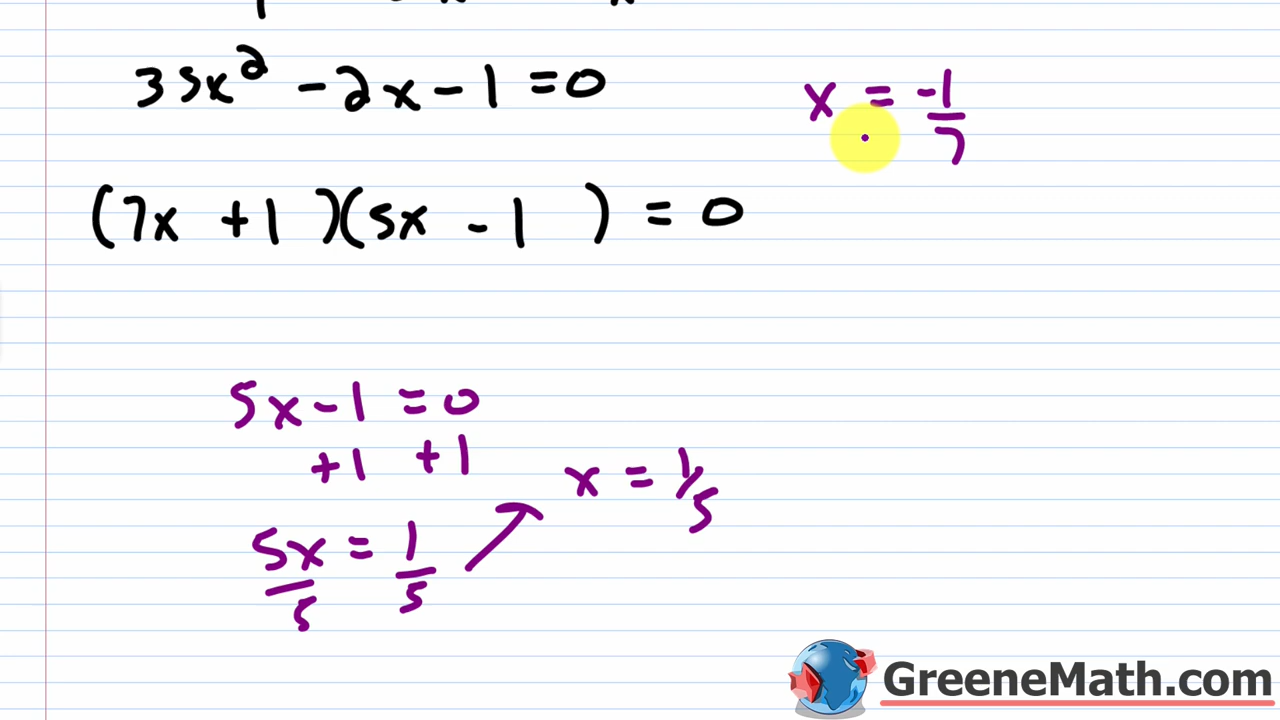 35x² - 2x - 1 = 0
x = -1/7
(7x + 1)(5x - 1) = 0
5x - 1 = 0
+1 +1
x = 1/5
5x/5 = 1/5
GreeneMath.com